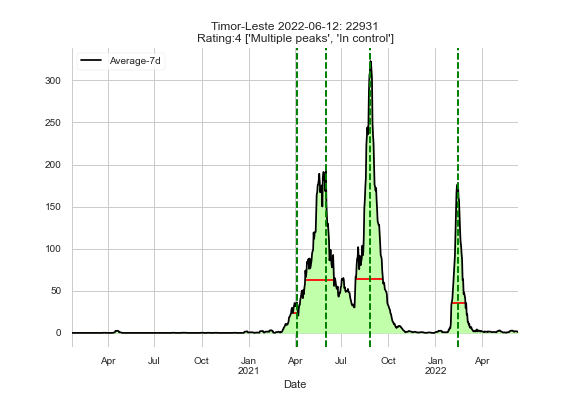 Timor-Leste 2022-06-12: 22931
Rating:4 ['Multiple peaks', 'In control']
Average-7d
300
250
200
150
100
50
0
Apr Jul Oct Jan Apr Jul Oct Jan Apr
2021 2022
Date